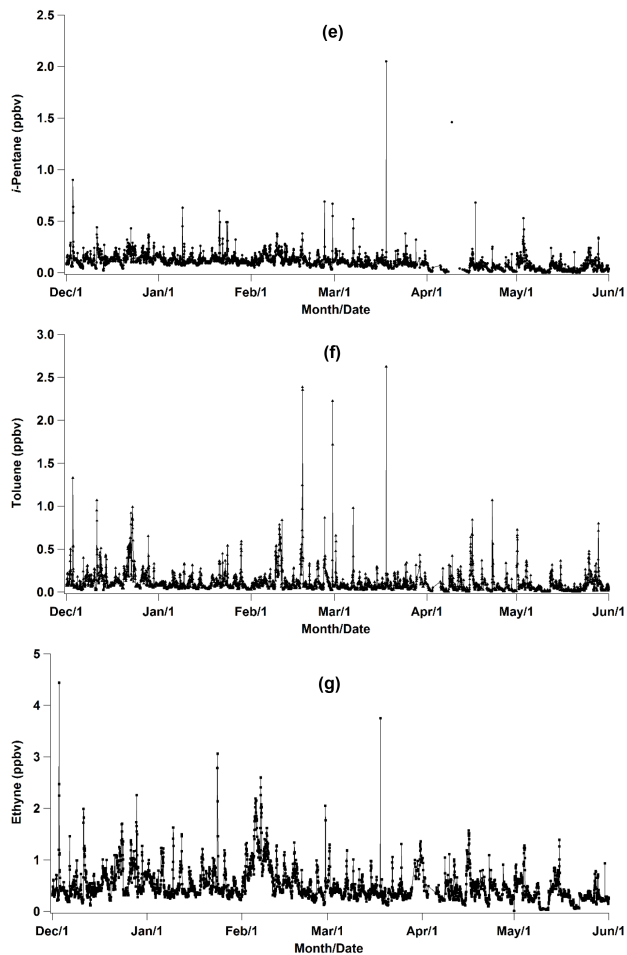 (e)
2.5
2.0
1.5
1.0
0.5
0.0
i-Pentane (ppbv)
Dec/1 Jan/1 Feb/1 Mar/1 Apr/1 May/1 Jun/1
Month/Date
(f)
3.0
2.5
2.0
1.5
1.0
0.5
0.0
Toluene (ppbv)
Dec/1 Jan/1 Feb/1 Mar/1 Apr/1 May/1 Jun/1
Month/Date
(g)
5
4
3
2
1
0
Ethyne (ppbv)
Dec/1 Jan/1 Feb/1 Mar/1 Apr/1 May/1 Jun/1
Month/Date